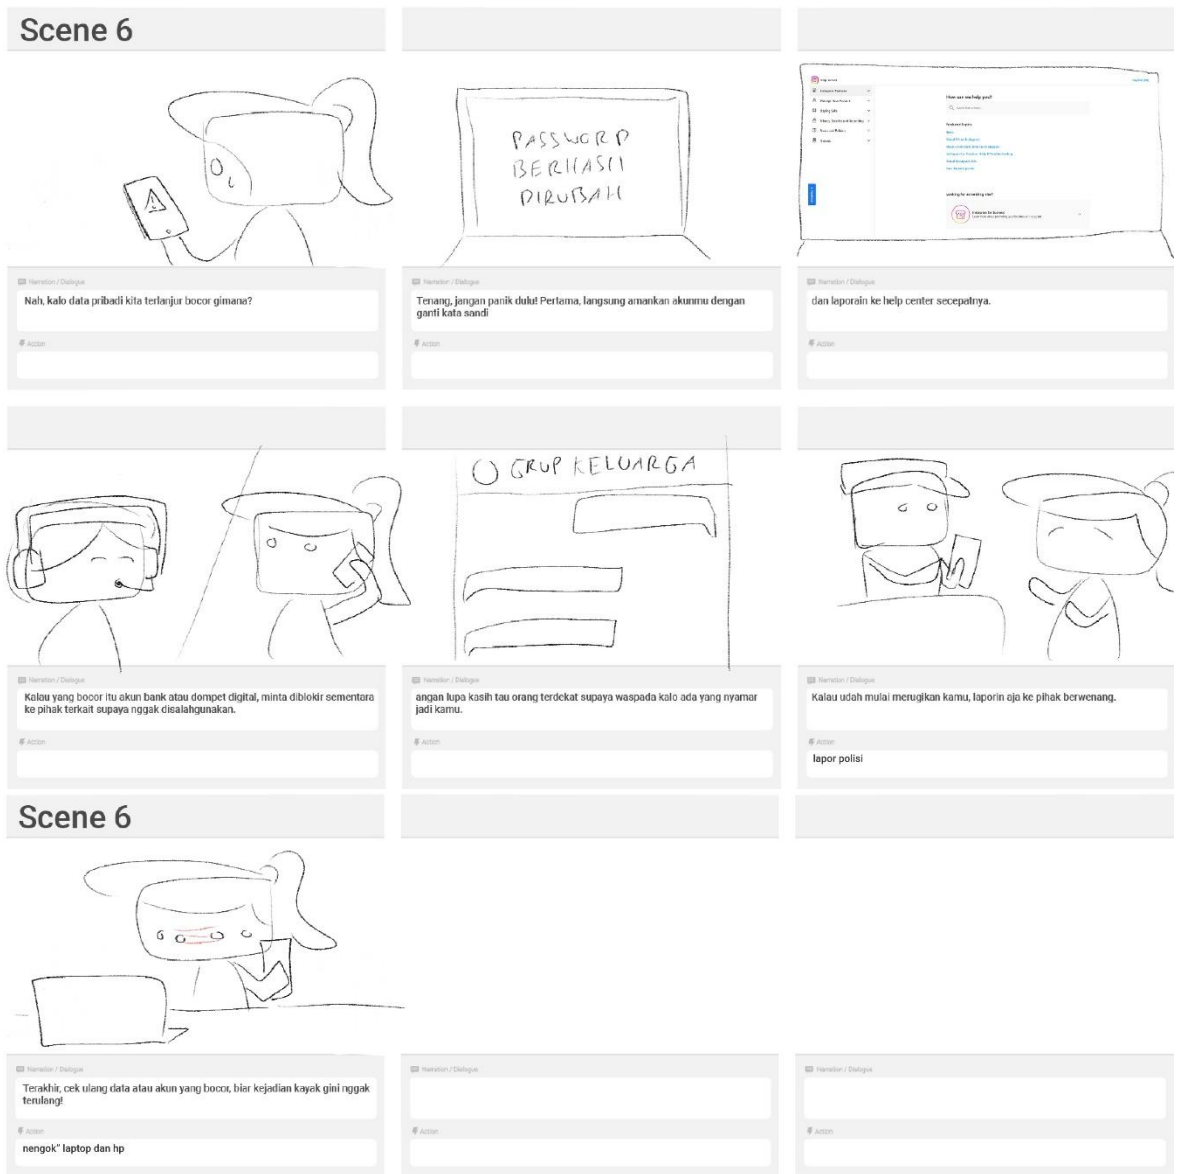 Scene 6
Narration / Dialogue
Nah, kalo data pribadi kita terlanjur bocor gimana?
Action
PASSWORD
BERHASIL
DIRUBAH
Narration / Dialogue
Tenang, jangan panik dulu! Pertama, langsung amankan akunmu dengan
ganti kata sandi
Action
How can we help you?
Narration / Dialogue
dan laporain ke help center secepatnya.
Action
Narration / Dialogue
Kalau yang bocor itu akun bank atau dompet digital, minta diblokir sementara
ke pihak terkait supaya nggak disalahgunakan.
Action
GRUP KELUARGA
Narration / Dialogue
angan lupa kasih tau orang terdekat supaya waspada kalo ada yang nyamar
jadi kamu.
Action
Narration / Dialogue
Kalau udah mulai merugikan kamu, laporin aja ke pihak berwenang.
Action
lapor polisi
Scene 6
Narration / Dialogue
Terakhir, cek ulang data atau akun yang bocor, biar kejadian kayak gini nggak
terulang!
Action
nengok" laptop dan hp
Narration / Dialogue
Action
Narration / Dialogue
Action